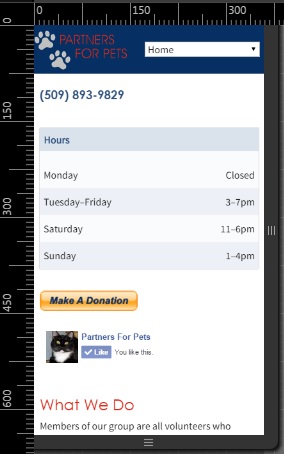 0 150 300
0
150
300
450
600
PARTNERS
FOR PETS
Home
(509) 893-9829
Hours
Monday Closed
Tuesday–Friday 3–7pm
Saturday 11–6pm
Sunday 1–4pm
Make A Donation
Partners For Pets
Like You like this.
What We Do
Members of our group are all volunteers who